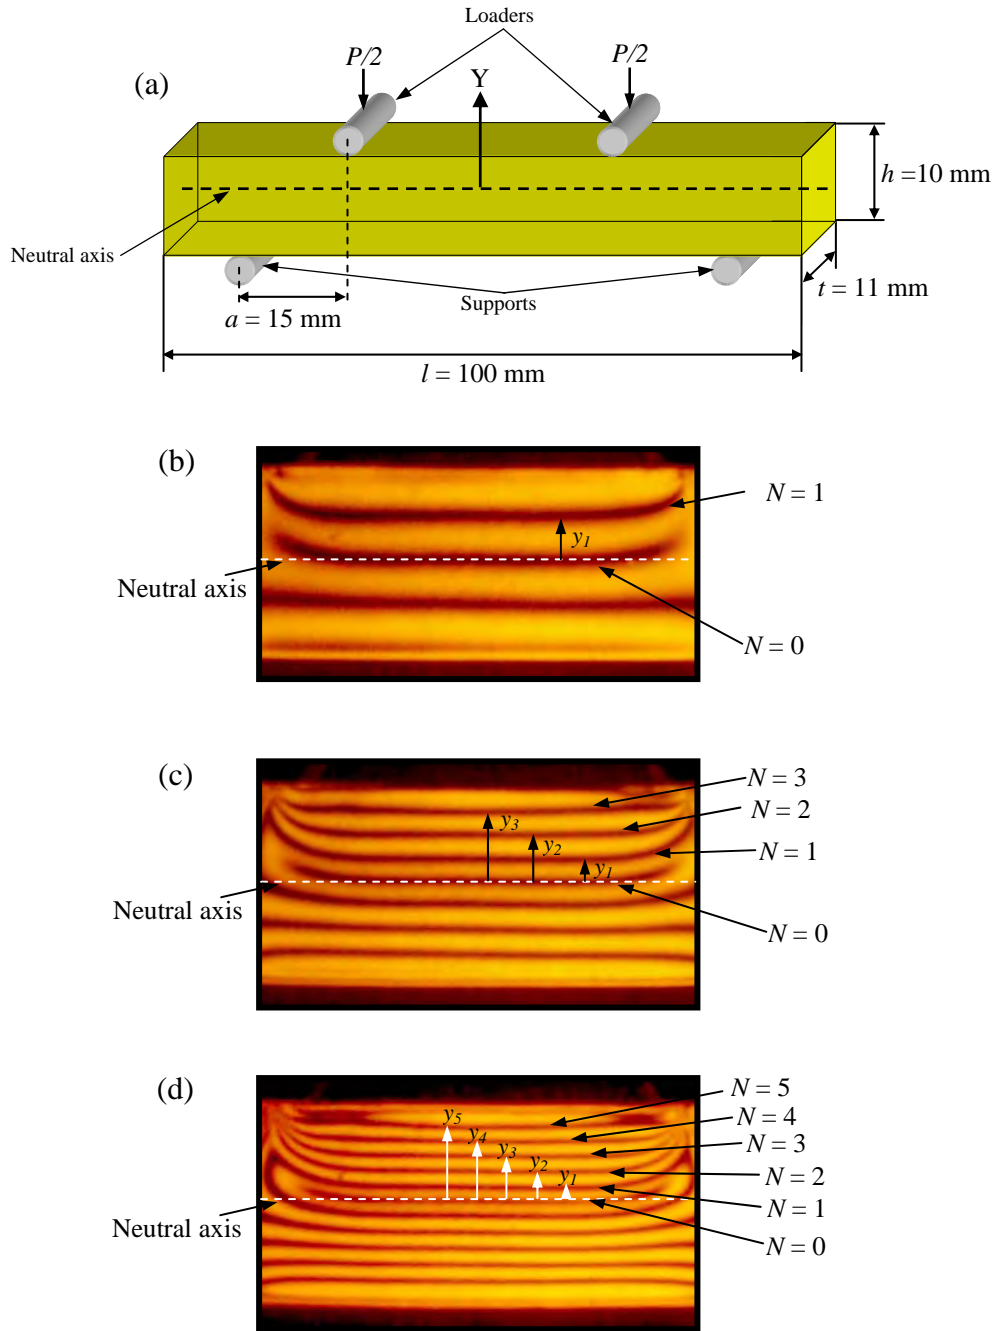 Loaders
P/2
P/2
(a)
Y
h =10 mm
Neutral axis
t = 11 mm
Supports
a = 15 mm
l = 100 mm
(b)
N = 1
y1
Neutral axis
N = 0
(c)
N = 3
N = 2
y3
y2
N = 1
y1
Neutral axis
N = 0
(d)
N = 5
N = 4
y5
y4
N = 3
y3
y2
N = 2
y1
N = 1
Neutral axis
N = 0